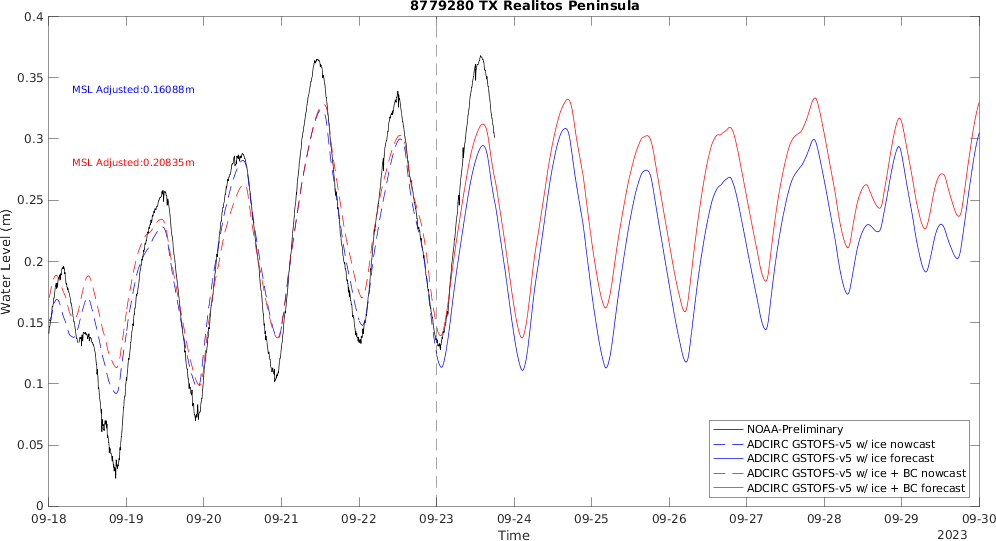 8779280 TX Realitos Peninsula
0.4
0.35
0.3
0.25
0.2
0.15
0.1
0.05
0
Water Level (m)
MSL Adjusted:0.16088m
MSL Adjusted:0.20835m
NOAA-Preliminary
ADCIRC GSTOFS-v5 w/ ice nowcast
ADCIRC GSTOFS-v5 w/ ice forecast
ADCIRC GSTOFS-v5 w/ ice + BC nowcast
ADCIRC GSTOFS-v5 w/ ice + BC forecast
09-18 09-19 09-20 09-21 09-22 09-23 09-24 09-25 09-26 09-27 09-28 09-29 09-30
Time
2023